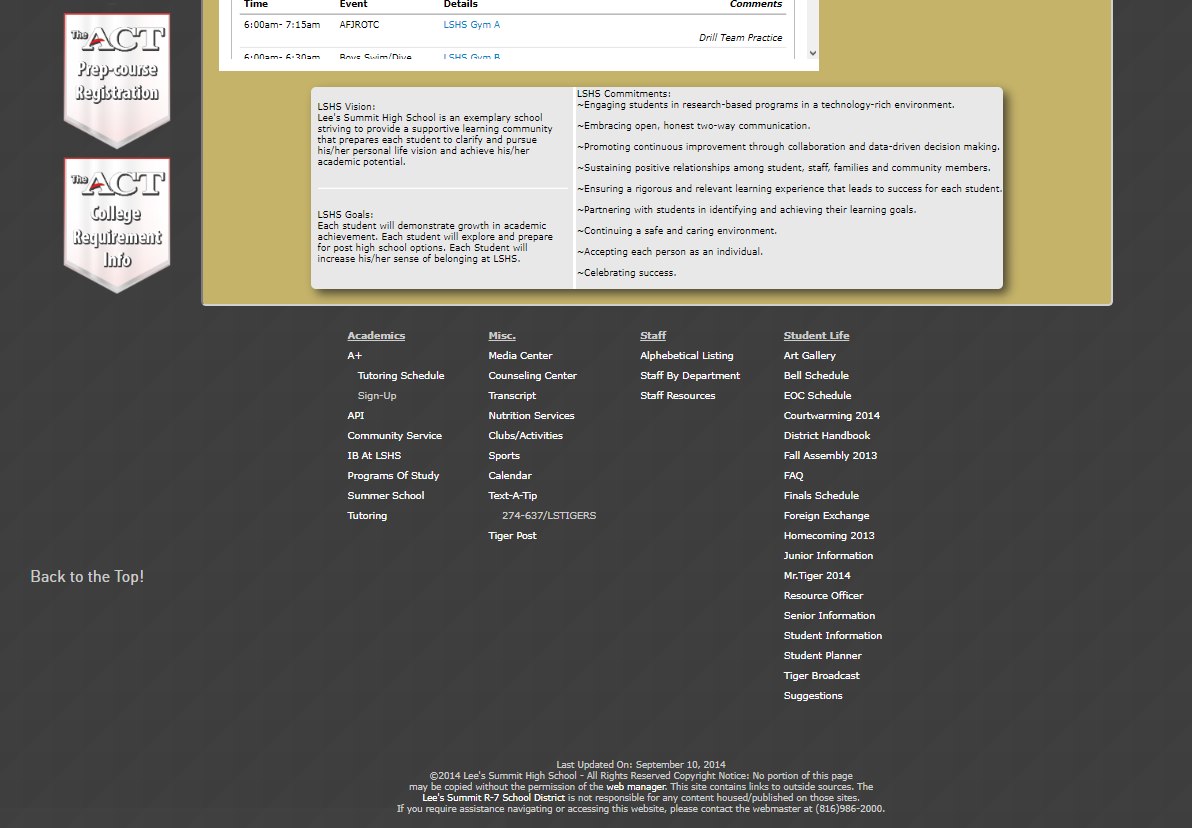 Time Event Details Comments
6:00am- 7:15am AFJROTC LSHS Gym A
Drill Team Practice
6:00am- 6:30am Boys Swim/Dive LSHS Gym B
The ACT
Prep-course
Registration
The ACT
College
Requirement
Info
LSHS Vision:
Lee's Summit High School is an exemplary school
striving to provide a supportive learning community
that prepares each student to clarify and pursue
his/her personal life vision and achieve his/her
academic potential.
LSHS Goals:
Each student will demonstrate growth in academic
achievement. Each student will explore and prepare
for post high school options. Each Student will
increase his/her sense of belonging at LSHS.
LSHS Commitments:
~Engaging students in research-based programs in a technology-rich environment.
~Embracing open, honest two-way communication.
~Promoting continuous improvement through collaboration and data-driven decision making.
~Sustaining positive relationships among student, staff, families and community members.
~Ensuring a rigorous and relevant learning experience that leads to success for each student.
~Partnering with students in identifying and achieving their learning goals.
~Continuing a safe and caring environment.
~Accepting each person as an individual.
~Celebrating success.
Academics
A+
Tutoring Schedule
Sign-Up
API
Community Service
IB At LSHS
Programs Of Study
Summer School
Tutoring
Misc.
Media Center
Counseling Center
Transcript
Nutrition Services
Clubs/Activities
Sports
Calendar
Text-A-Tip
274-637/LSTIGERS
Tiger Post
Staff
Alphabetical Listing
Staff By Department
Staff Resources
Student Life
Art Gallery
Bell Schedule
EOC Schedule
Courtwarming 2014
District Handbook
Fall Assembly 2013
FAQ
Finals Schedule
Foreign Exchange
Homecoming 2013
Junior Information
Mr.Tiger 2014
Resource Officer
Senior Information
Student Information
Student Planner
Tiger Broadcast
Suggestions
Back to the Top!
Last Updated On: September 10, 2014
©2014 Lee's Summit High School - All Rights Reserved Copyright Notice: No portion of this page
may be copied without the permission of the web manager. This site contains links to outside sources. The
Lee's Summit R-7 School District is not responsible for any content housed/published on those sites.
If you require assistance navigating or accessing this website, please contact the webmaster at (816)986-2000.